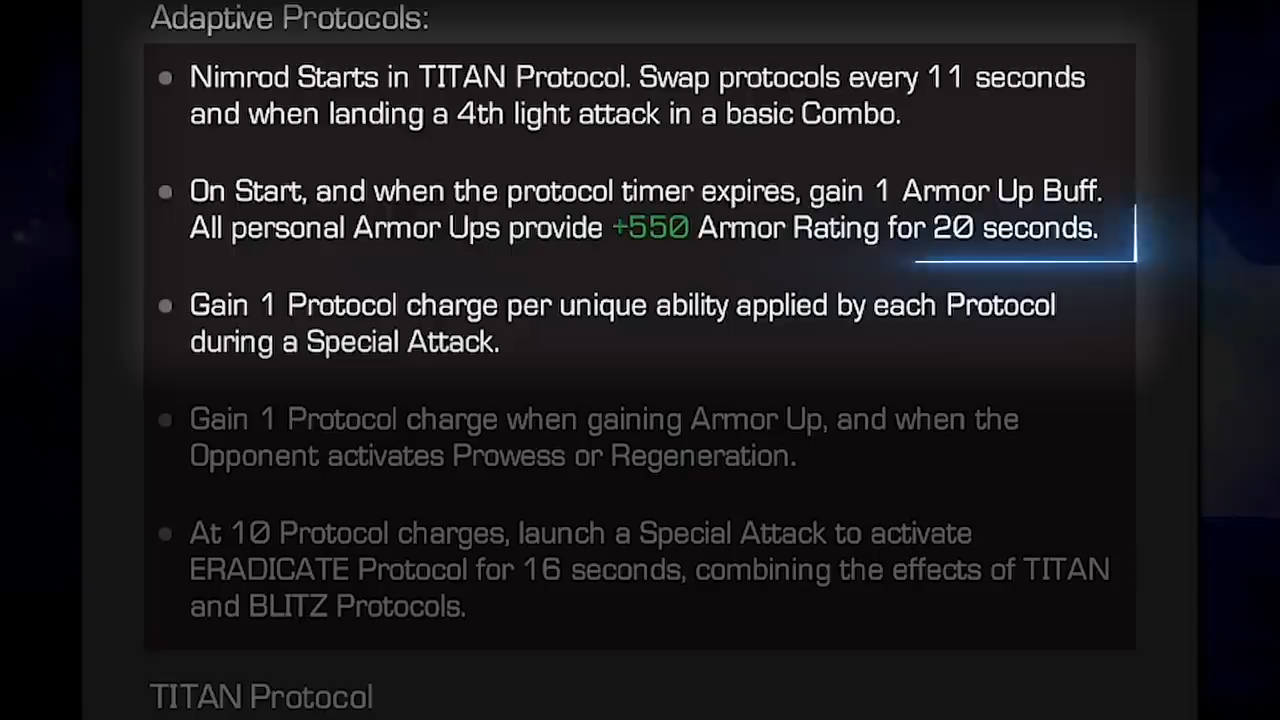 Adaptive Protocols:
Nimrod Starts in TITAN Protocol. Swap protocols every 11 seconds
and when landing a 4th light attack in a basic Combo.
On Start, and when the protocol timer expires, gain 1 Armor Up Buff.
All personal Armor Ups provide +550 Armor Rating for 20 seconds.
Gain 1 Protocol charge per unique ability applied by each Protocol
during a Special Attack.
Gain 1 Protocol charge when gaining Armor Up, and when the
Opponent activates Prowess or Regeneration.
At 10 Protocol charges, launch a Special Attack to activate
ERADICATE Protocol for 16 seconds, combining the effects of TITAN
and BLITZ Protocols.
TITAN Protocol